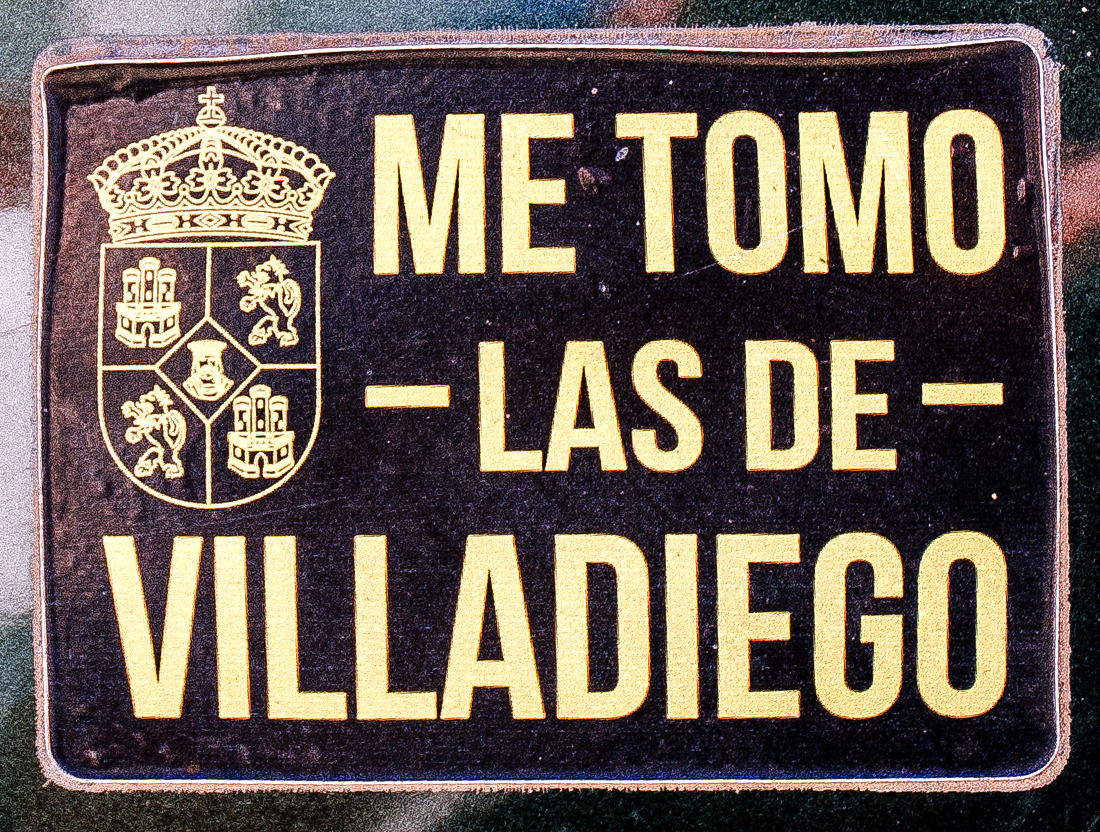 ME TOMO
– LAS DE –
VILLADIEGO